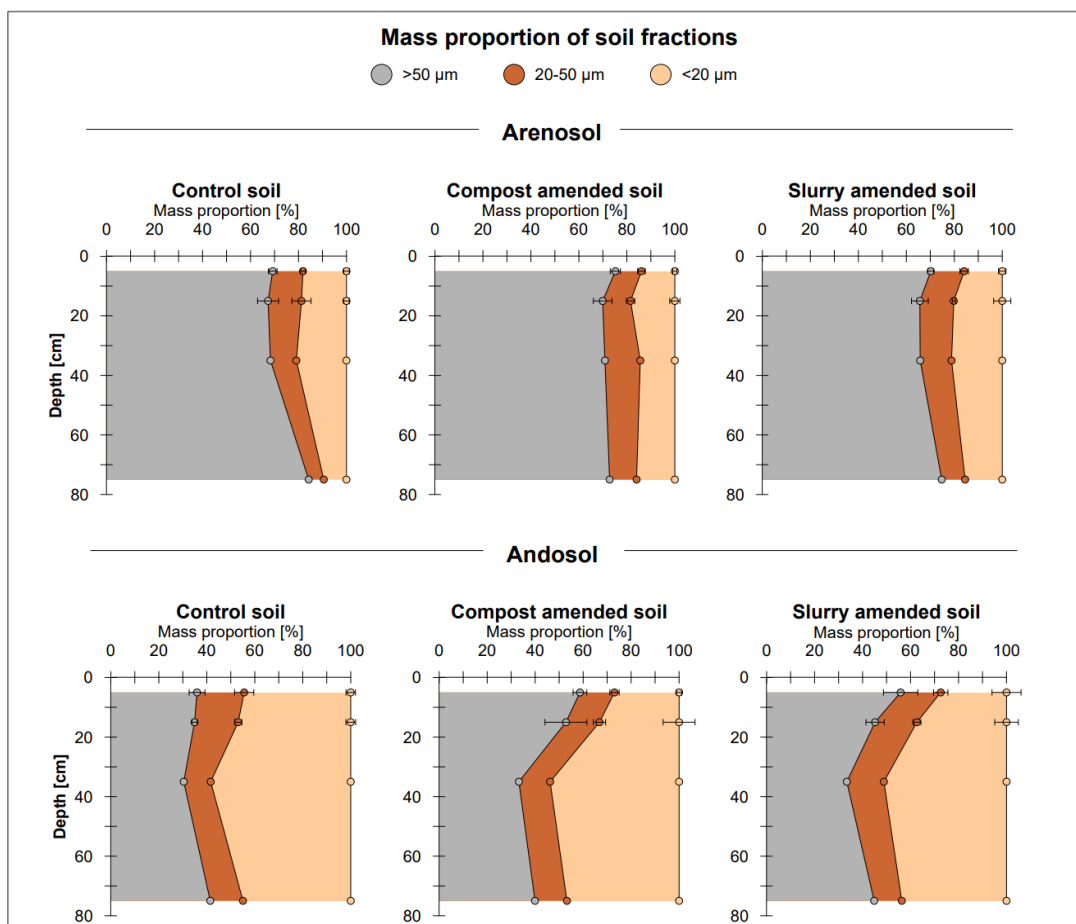 Mass proportion of soil fractions
>50 µm 20-50 µm <20 µm
Arenosol
Control soil Compost amended soil Slurry amended soil
Mass proportion [%] Mass proportion [%] Mass proportion [%]
0 20 40 60 80 100 0 20 40 60 80 100 0 20 40 60 80 100
0 0 0
20 20 20
40 40 40
Depth [cm]
60 60 60
80 80 80
Andosol
Control soil Compost amended soil Slurry amended soil
Mass proportion [%] Mass proportion [%] Mass proportion [%]
0 20 40 60 80 100 0 20 40 60 80 100 0 20 40 60 80 100
0 0 0
20 20 20
40 40 40
Depth [cm]
60 60 60
80 80 80